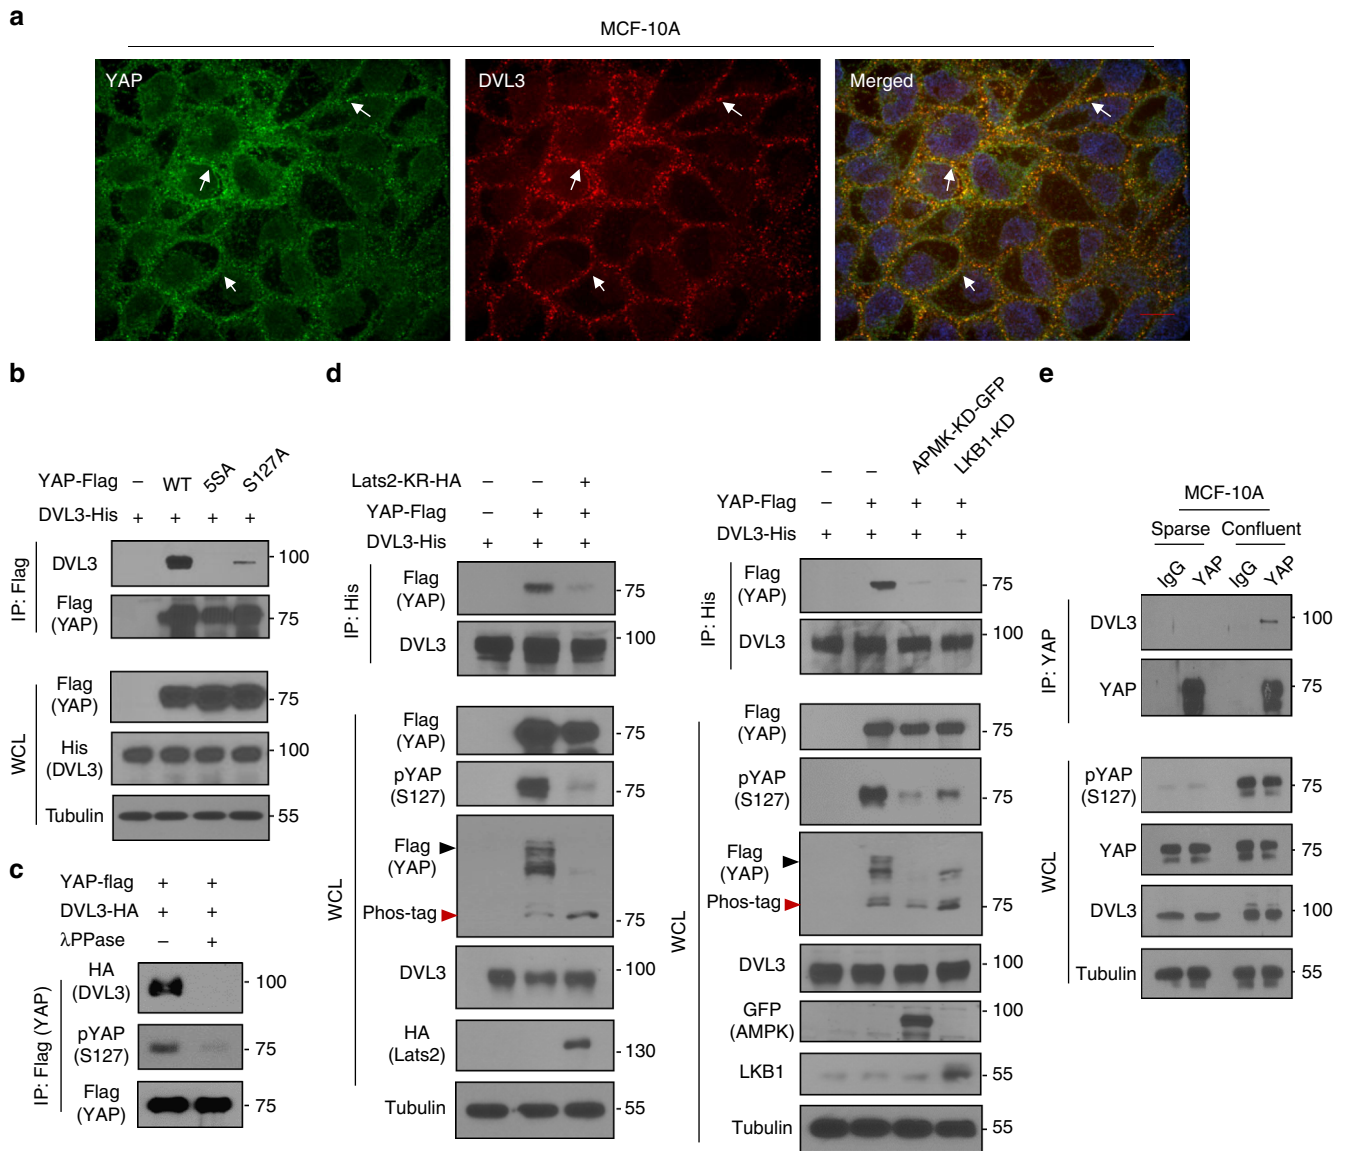 a
MCF-10A
YAP
DVL3
Merged
b
YAP-Flag – WT 5SA S127A
DVL3-His + + + +
IP: Flag
DVL3
100
Flag
(YAP)
75
WCL
Flag
(YAP)
75
His
(DVL3)
100
Tubulin
55
c
YAP-flag + +
DVL3-HA + +
λPPase – +
IP: Flag (YAP)
HA
(DVL3)
100
pYAP
(S127)
75
Flag
(YAP)
75
d
Lats2-KR-HA – – +
YAP-Flag – + +
DVL3-His + + +
IP: His
Flag
(YAP)
75
DVL3
100
WCL
Flag
(YAP)
75
pYAP
(S127)
75
Flag
(YAP)
Phos-tag
75
DVL3
100
HA
(Lats2)
130
Tubulin
55
– – APMK-KD-GFP LKB1-KD
YAP-Flag – + + +
DVL3-His + + + +
IP: His
Flag
(YAP)
75
DVL3
100
WCL
Flag
(YAP)
75
pYAP
(S127)
75
Flag
(YAP)
Phos-tag
75
DVL3
100
GFP
(AMPK)
100
LKB1
55
Tubulin
55
e
MCF-10A
Sparse Confluent
IgG YAP IgG YAP
IP: YAP
DVL3
100
YAP
75
WCL
pYAP
(S127)
75
YAP
75
DVL3
100
Tubulin
55